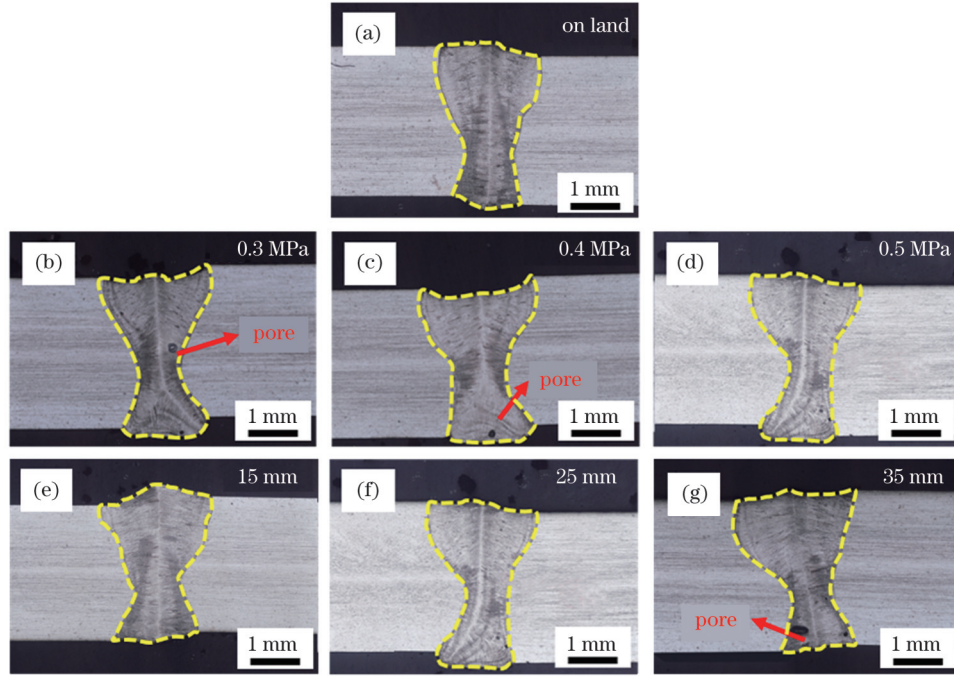 (a)
on land
1 mm
(b)
0.3 MPa
pore
1 mm
(c)
0.4 MPa
pore
1 mm
(d)
0.5 MPa
1 mm
(e)
15 mm
1 mm
(f)
25 mm
1 mm
(g)
35 mm
pore
1 mm